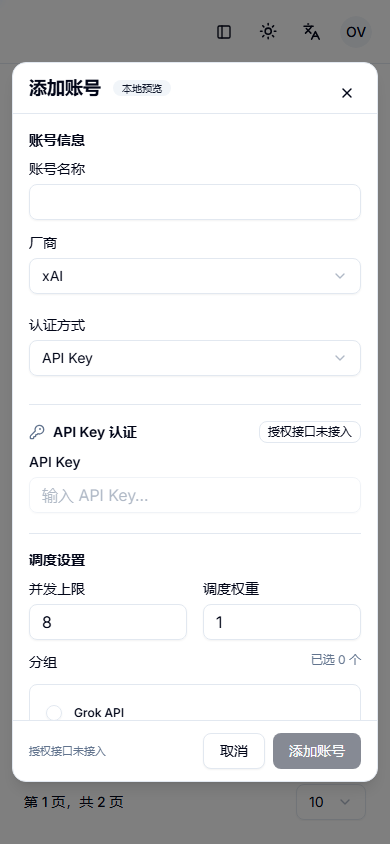 OV
添加账号 本地预览
账号信息
账号名称
厂商
xAI
认证方式
API Key
API Key 认证 授权接口未接入
API Key
输入 API Key...
调度设置
并发上限 调度权重
8 1
分组 已选 0 个
Grok API
授权接口未接入 取消 添加账号
第 1 页，共 2 页 10